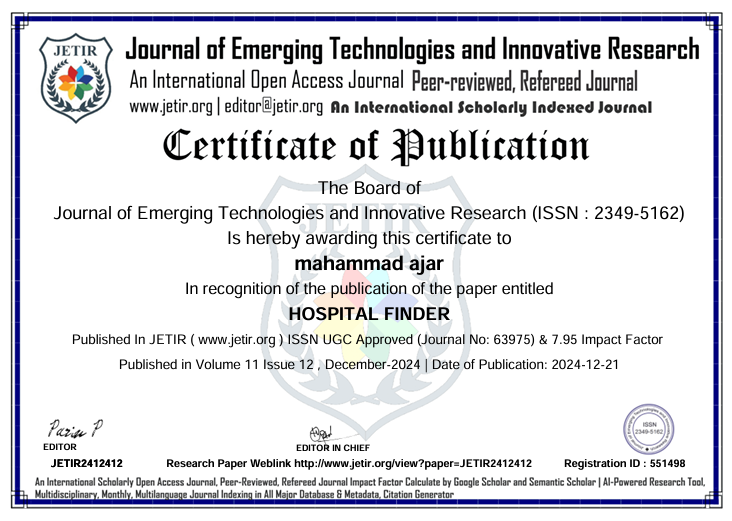 JETIR
Journal of Emerging Technologies and Innovative Research
An International Open Access Journal Peer-reviewed, Refereed Journal
www.jetir.org | editor@jetir.org An International Scholarly Indexed Journal
Certificate of Publication
The Board of
Journal of Emerging Technologies and Innovative Research (ISSN : 2349-5162)
Is hereby awarding this certificate to
mahammad ajar
In recognition of the publication of the paper entitled
HOSPITAL FINDER
Published In JETIR ( www.jetir.org ) ISSN UGC Approved (Journal No: 63975) & 7.95 Impact Factor
Published in Volume 11 Issue 12 , December-2024 | Date of Publication: 2024-12-21
EDITOR
EDITOR IN CHIEF
ISSN
2349-5162
JETIR2412412 Research Paper Weblink http://www.jetir.org/view?paper=JETIR2412412 Registration ID : 551498
An International Scholarly Open Access Journal, Peer-Reviewed, Refereed Journal Impact Factor Calculate by Google Scholar and Semantic Scholar | AI-Powered Research Tool,
Multidisciplinary, Monthly, Multilanguage Journal Indexing in All Major Database & Metadata, Citation Generator